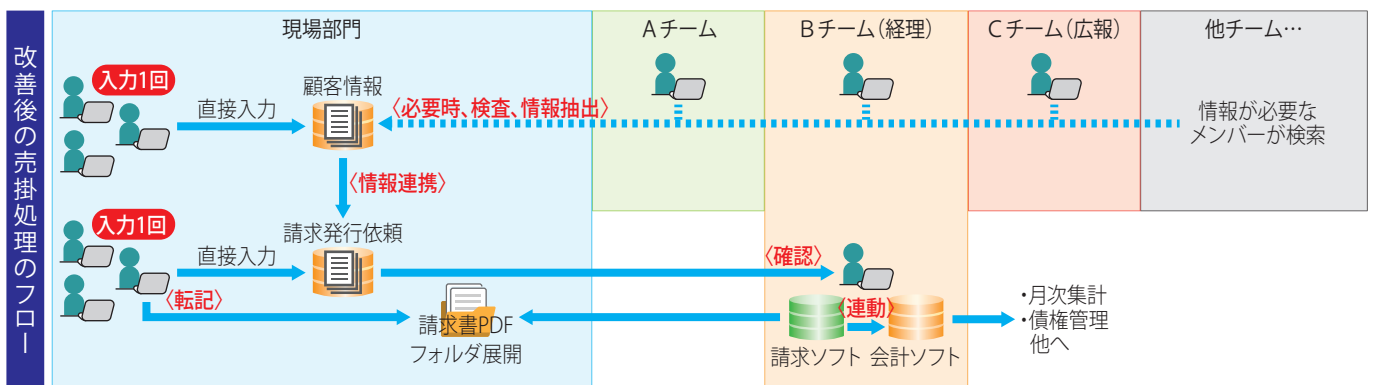 改善後の売掛処理のフロー
現場部門
Aチーム
Bチーム（経理）
Cチーム（広報）
他チーム…
入力1回
直接入力
顧客情報
〈必要時、検査、情報抽出〉
情報が必要な
メンバーが検索
〈情報連携〉
入力1回
直接入力
請求発行依頼
〈確認〉
〈転記〉
請求書PDF
フォルダ展開
〈連動〉
請求ソフト
会計ソフト
・月次集計
・債権管理
他へ